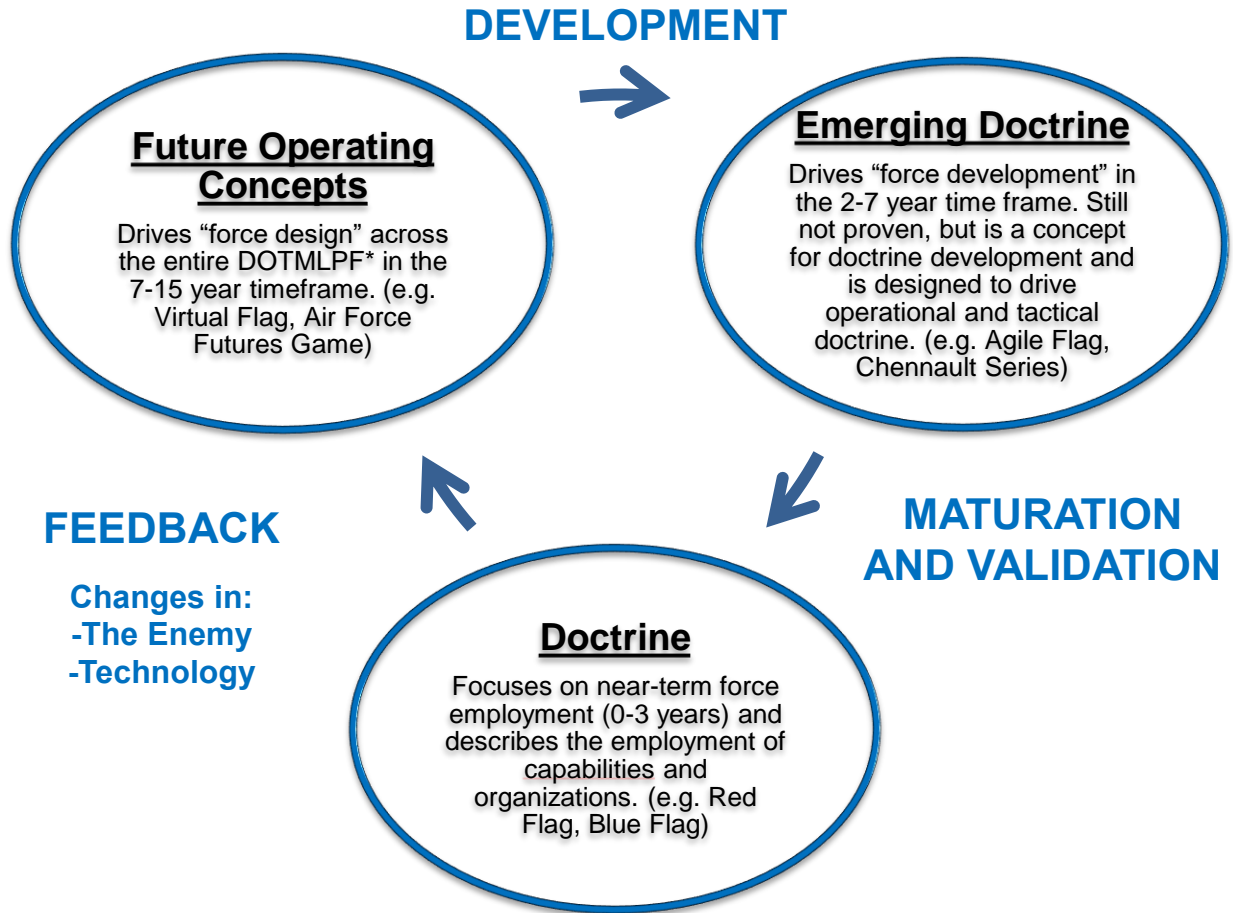 DEVELOPMENT
Future Operating
Concepts
Drives “force design” across
the entire DOTMLPF* in the
7-15 year timeframe. (e.g.
Virtual Flag, Air Force
Futures Game)
Emerging Doctrine
Drives “force development” in
the 2-7 year time frame. Still
not proven, but is a concept
for doctrine development and
is designed to drive
operational and tactical
doctrine. (e.g. Agile Flag,
Chennault Series)
MATURATION
AND VALIDATION
FEEDBACK
Changes in:
-The Enemy
-Technology
Doctrine
Focuses on near-term force
employment (0-3 years) and
describes the employment of
capabilities and
organizations. (e.g. Red
Flag, Blue Flag)